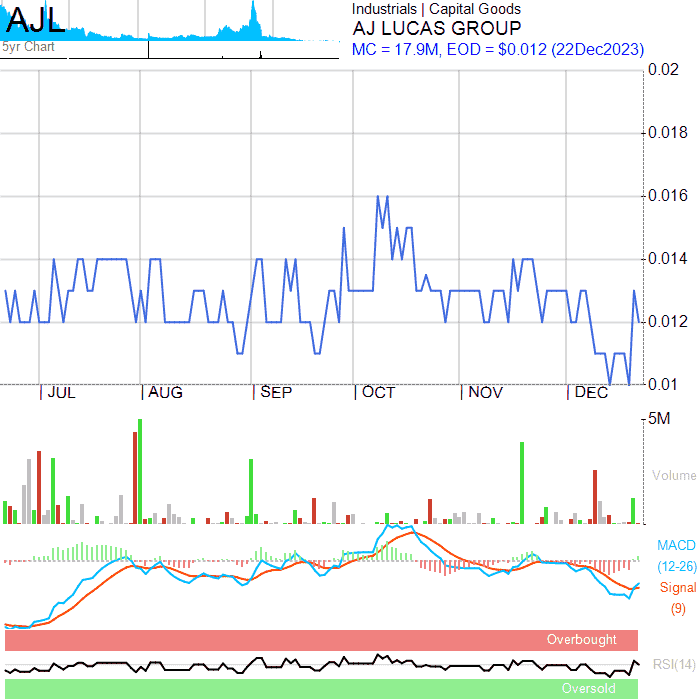 AJL
5yr Chart
Industrials | Capital Goods
AJ LUCAS GROUP
MC = 17.9M, EOD = $0.012 (22Dec2023)
0.02
0.018
0.016
0.014
0.012
0.01
JUL AUG SEP OCT NOV DEC
5M
Volume
MACD
(12-26)
Signal
(9)
Overbought
RSI(14)
Oversold